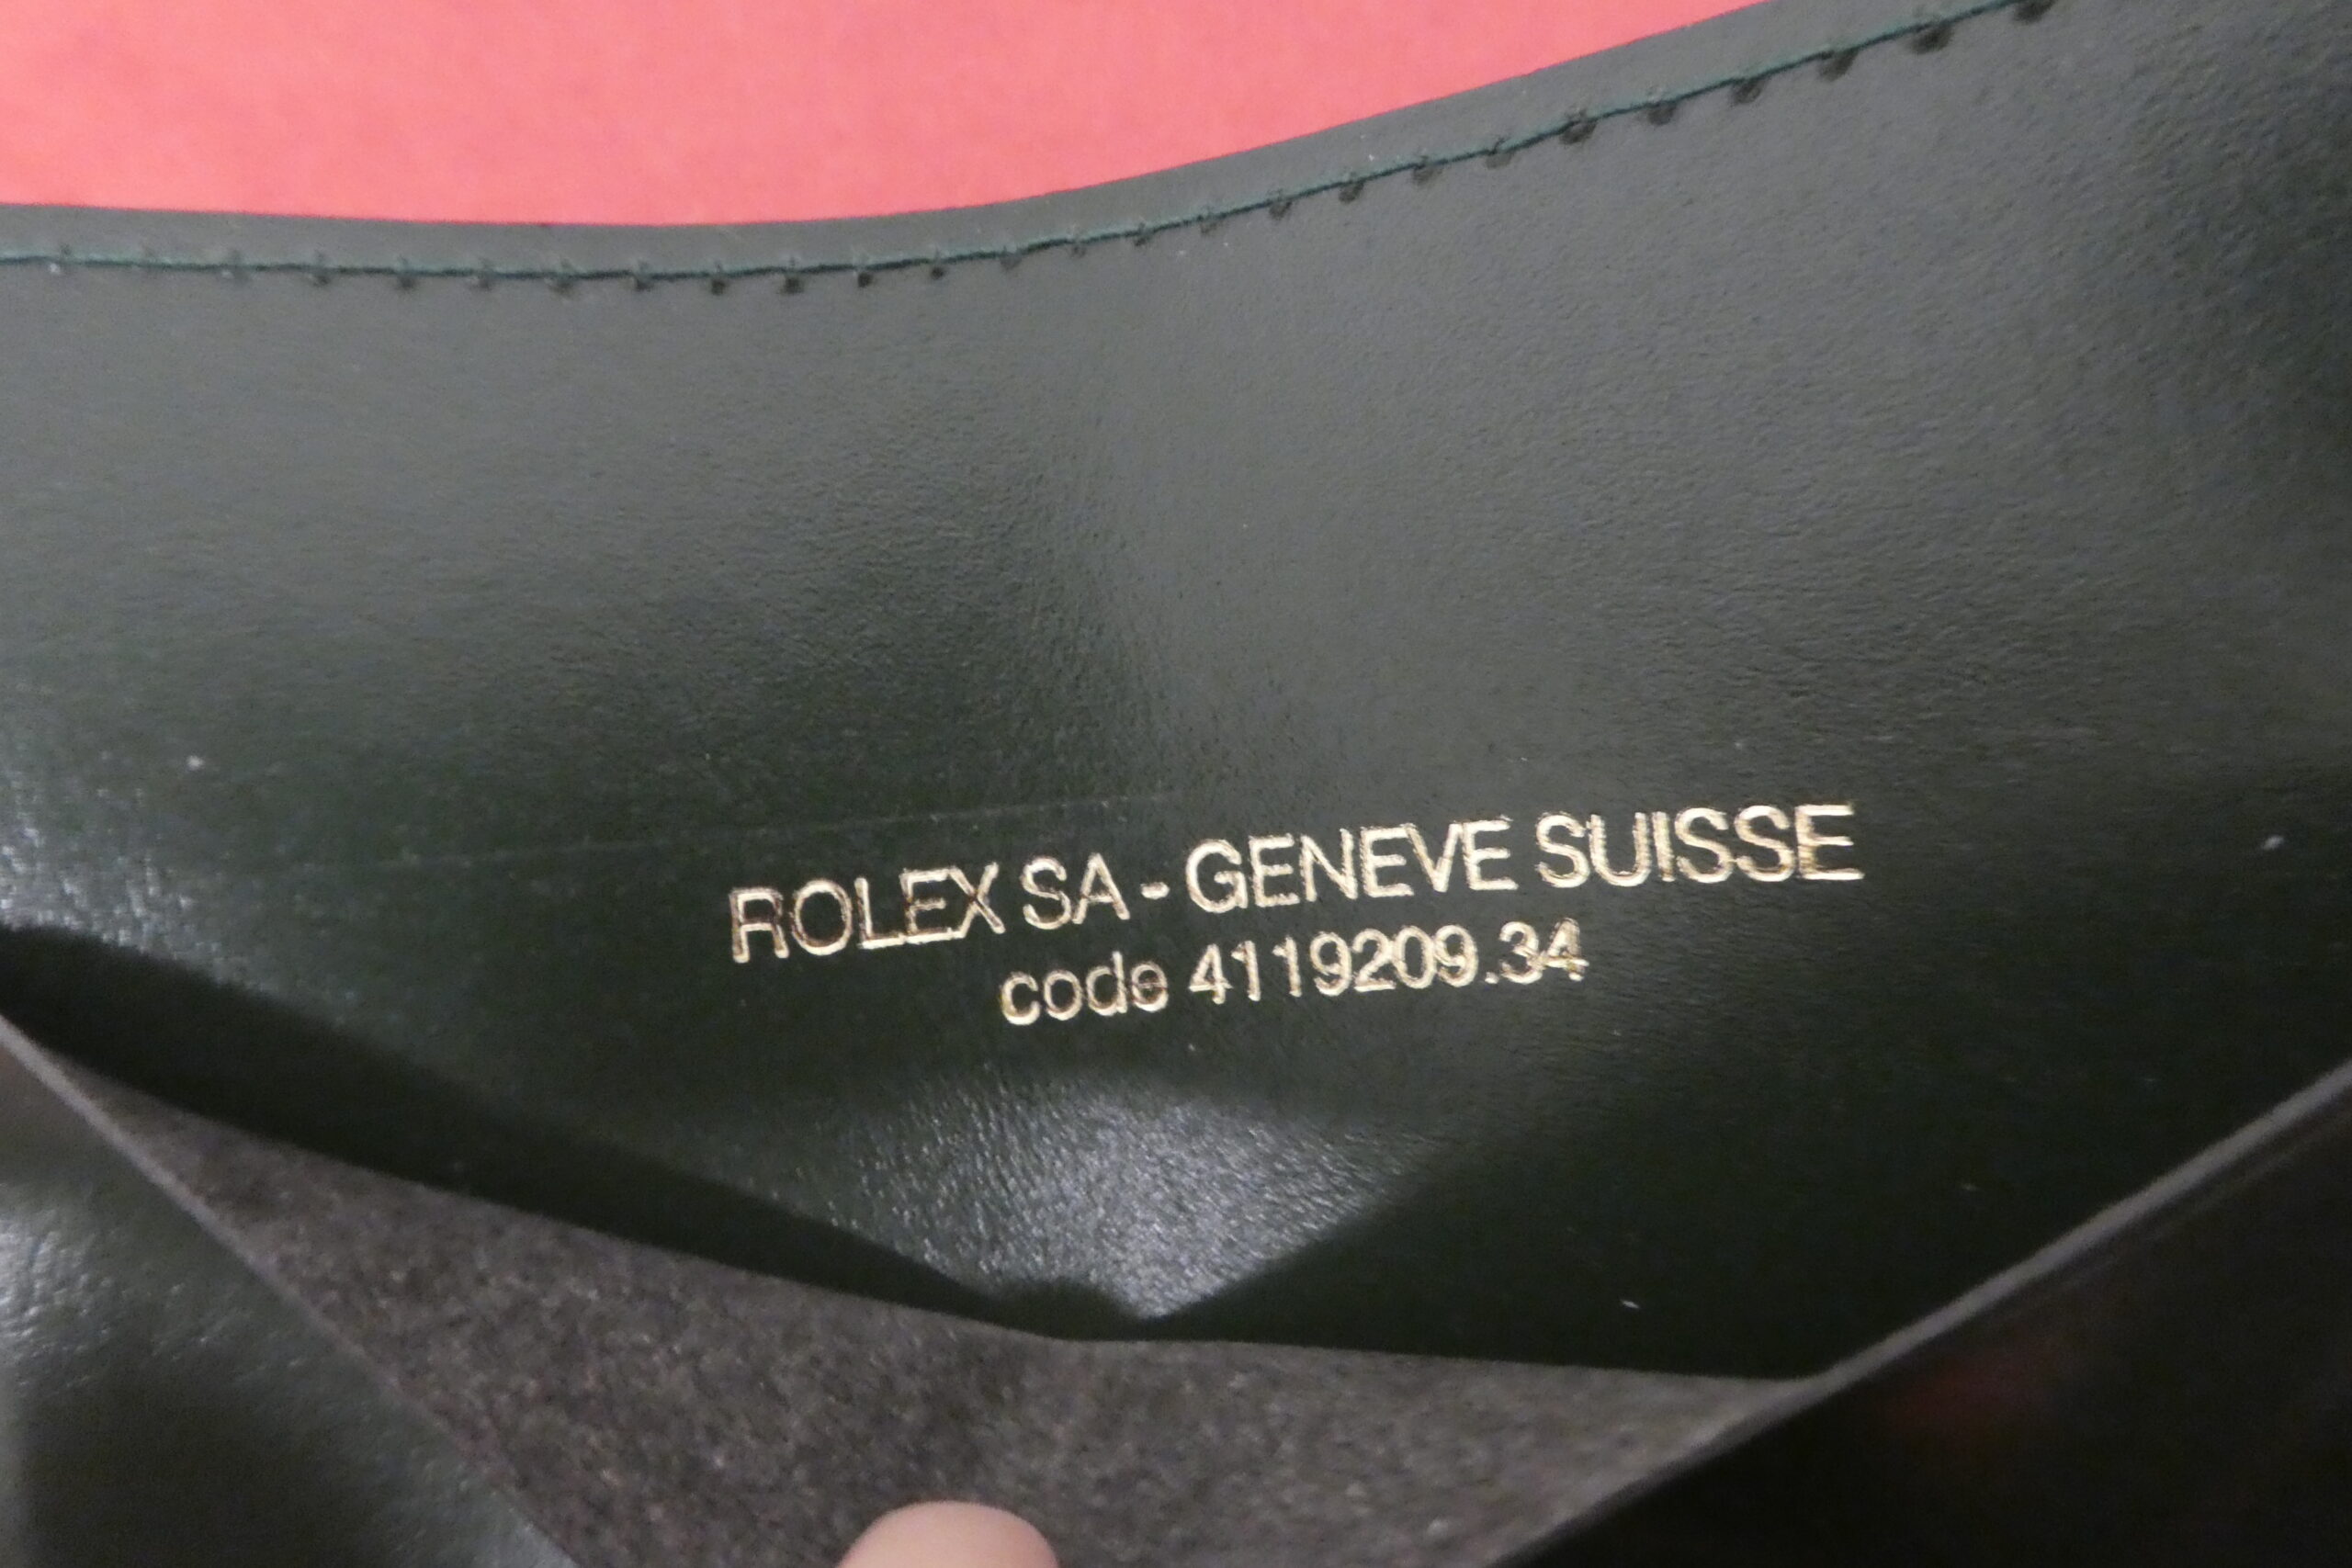 ROLEX SA - GENEVE SUISSE
code 4119209.34